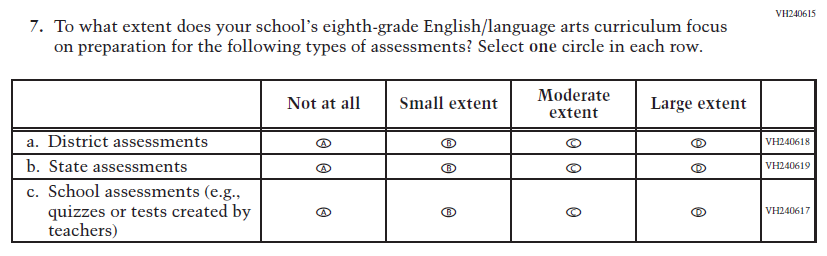 VH240615
7. To what extent does your school’s eighth-grade English/language arts curriculum focus
on preparation for the following types of assessments? Select one circle in each row.
Not at all Small extent Moderate extent Large extent
a. District assessments A B C D VH240618
b. State assessments A B C D VH240619
c. School assessments (e.g.,
quizzes or tests created by
teachers) A B C D VH240617